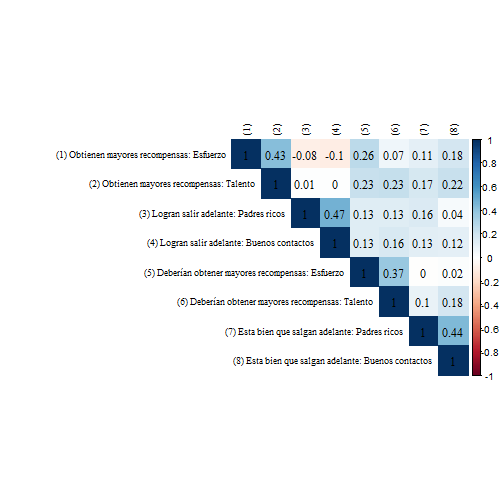 (1) (2) (3) (4) (5) (6) (7) (8)
(1) Obtienen mayores recompensas: Esfuerzo 1 0.43 -0.08 -0.1 0.26 0.07 0.11 0.18
(2) Obtienen mayores recompensas: Talento 1 0.01 0 0.23 0.23 0.17 0.22
(3) Logran salir adelante: Padres ricos 1 0.47 0.13 0.13 0.16 0.04
(4) Logran salir adelante: Buenos contactos 1 0.13 0.16 0.13 0.12
(5) Deberían obtener mayores recompensas: Esfuerzo 1 0.37 0 0.02
(6) Deberían obtener mayores recompensas: Talento 1 0.1 0.18
(7) Esta bien que salgan adelante: Padres ricos 1 0.44
(8) Esta bien que salgan adelante: Buenos contactos 1
1
0.8
0.6
0.4
0.2
0
-0.2
-0.4
-0.6
-0.8
-1